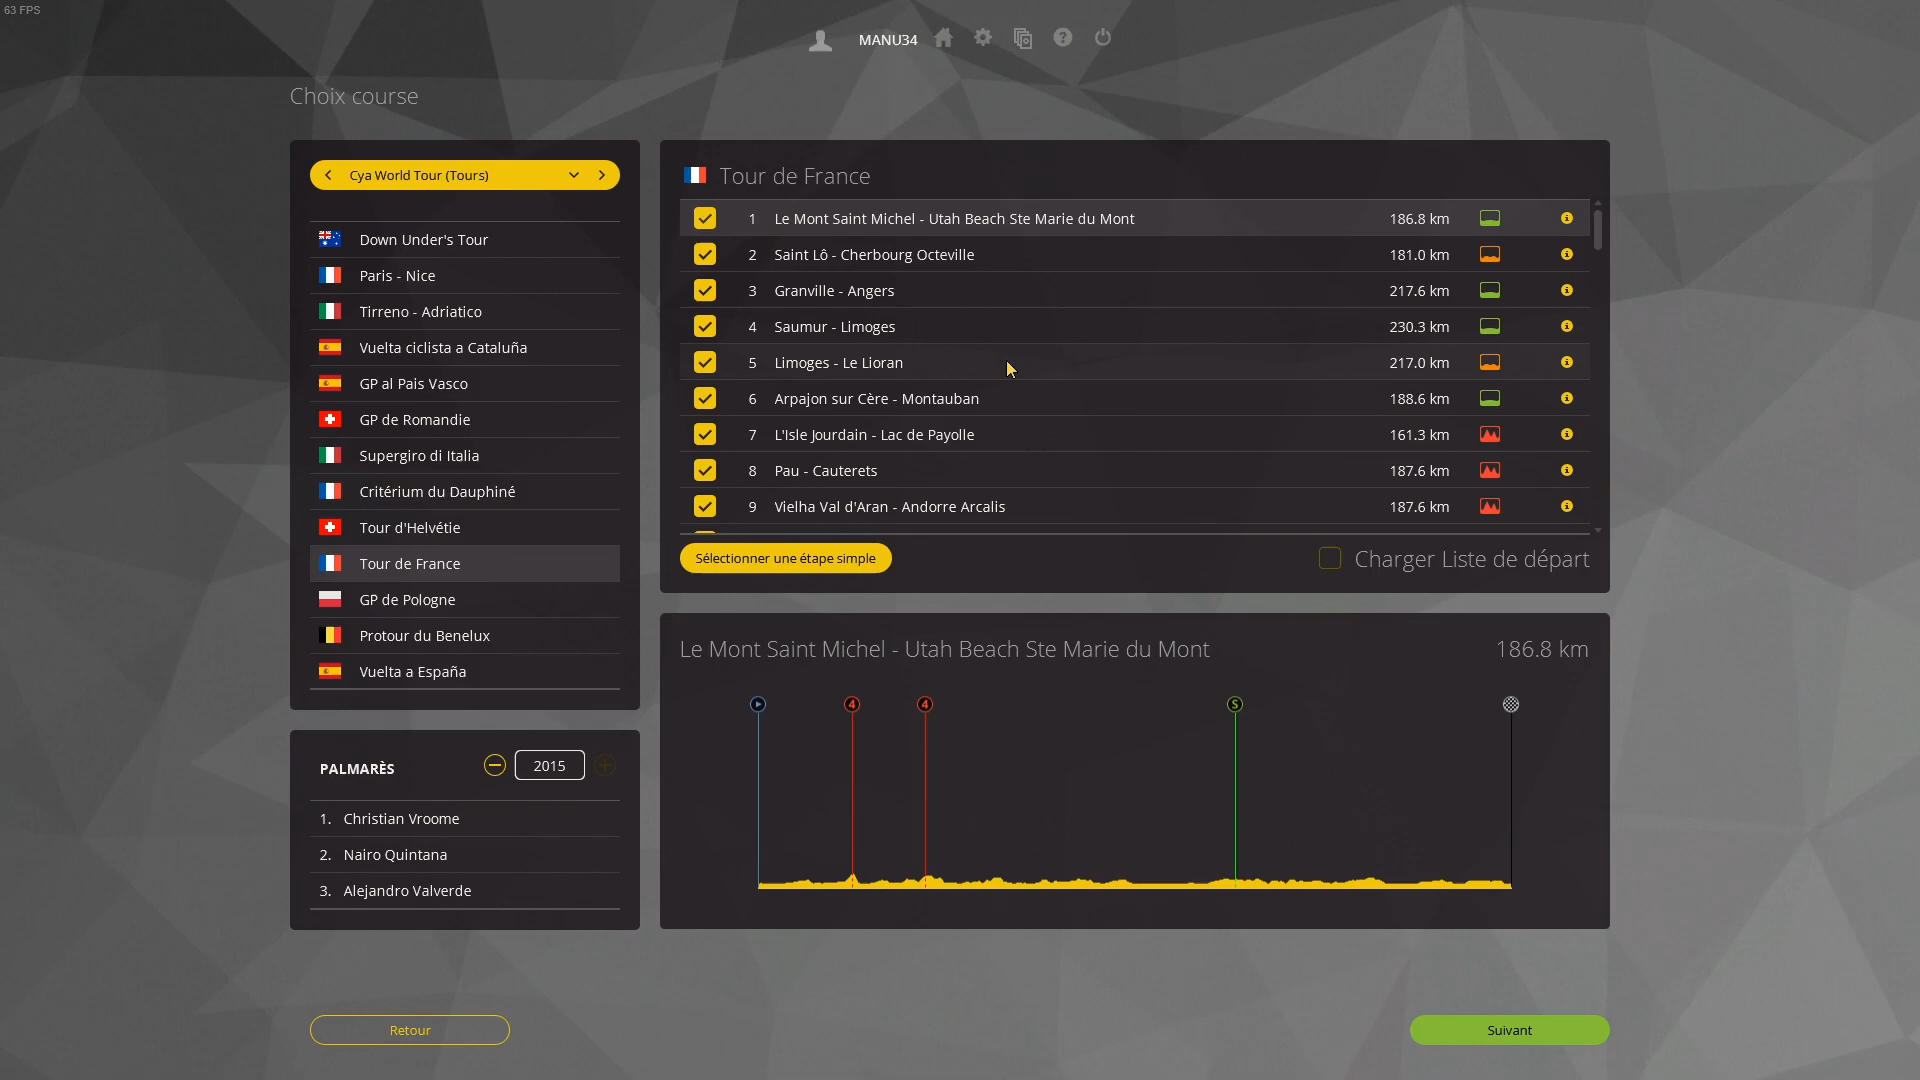 63 FPS
MANU34
Choix course
Cya World Tour (Tours)
Down Under's Tour
Paris - Nice
Tirreno - Adriatico
Vuelta ciclista a Cataluña
GP al Pais Vasco
GP de Romandie
Supergiro di Italia
Critérium du Dauphiné
Tour d'Helvétie
Tour de France
GP de Pologne
Protour du Benelux
Vuelta a España
PALMARÈS 2015
1. Christian Vroome
2. Nairo Quintana
3. Alejandro Valverde
Tour de France
1 Le Mont Saint Michel - Utah Beach Ste Marie du Mont 186.8 km
2 Saint Lô - Cherbourg Octeville 181.0 km
3 Granville - Angers 217.6 km
4 Saumur - Limoges 230.3 km
5 Limoges - Le Lioran 217.0 km
6 Arpajon sur Cère - Montauban 188.6 km
7 L'Isle Jourdain - Lac de Payolle 161.3 km
8 Pau - Cauterets 187.6 km
9 Vielha Val d'Aran - Andorre Arcalis 187.6 km
Sélectionner une étape simple
Charger Liste de départ
Le Mont Saint Michel - Utah Beach Ste Marie du Mont 186.8 km
4 4 S
Retour
Suivant